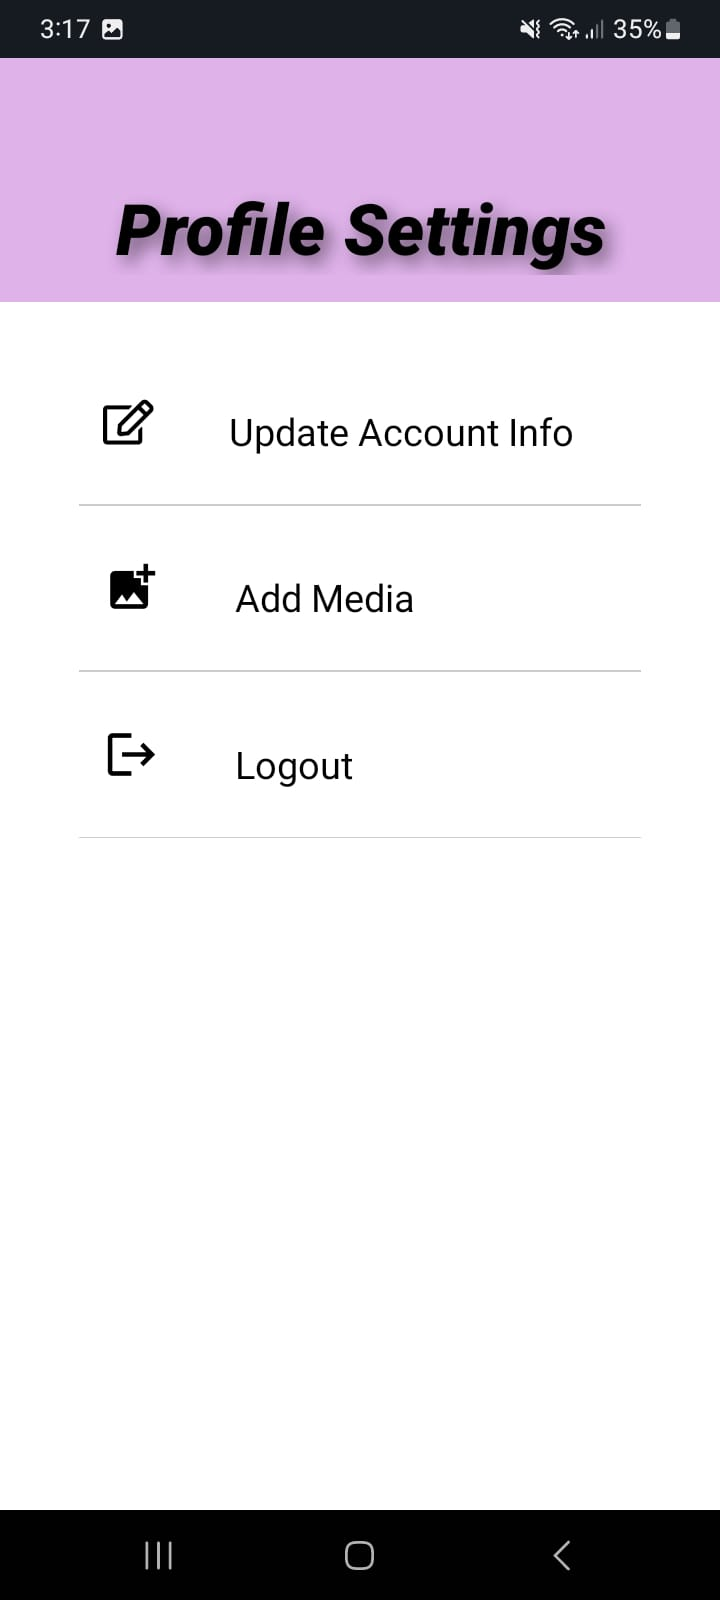 3:17 35%
Profile Settings
Update Account Info
Add Media
Logout